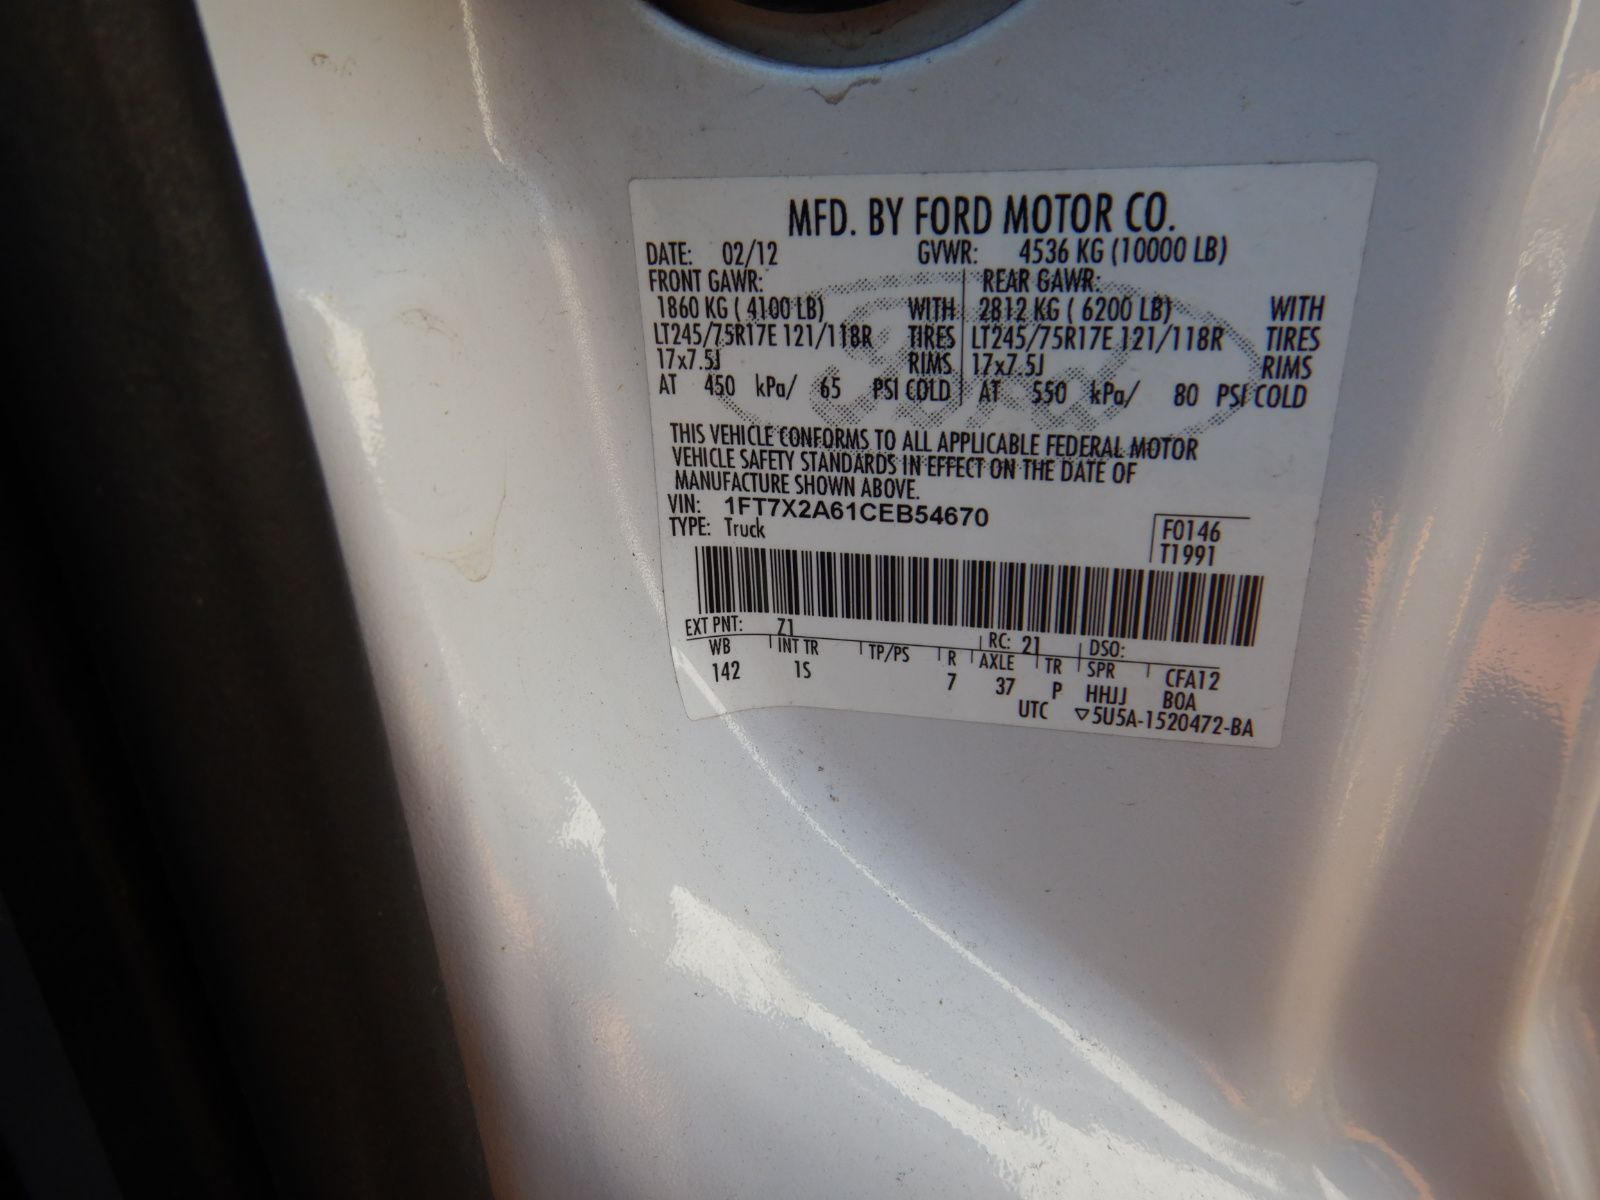 MFD. BY FORD MOTOR CO.
DATE: 02/12 GVWR: 4536 KG (10000 LB)
FRONT GAWR: REAR GAWR:
1860 KG ( 4100 LB) WITH 2812 KG ( 6200 LB) WITH
LT245/75R17E 121/118R TIRES LT245/75R17E 121/118R TIRES
17x7.5J RIMS 17x7.5J RIMS
AT 450 kPa/ 65 PSI COLD AT 550 kPa/ 80 PSI COLD
THIS VEHICLE CONFORMS TO ALL APPLICABLE FEDERAL MOTOR
VEHICLE SAFETY STANDARDS IN EFFECT ON THE DATE OF
MANUFACTURE SHOWN ABOVE.
VIN: 1FT7X2A61CEB54670
TYPE: Truck
F0146
T1991
EXT PNT: Z1 RC: 21 DSO:
WB INT TR TP/PS R AXLE TR SPR CFA12
142 1S 7 37 P HHJJ BOA
UTC ▽5U5A-1520472-BA
Ford